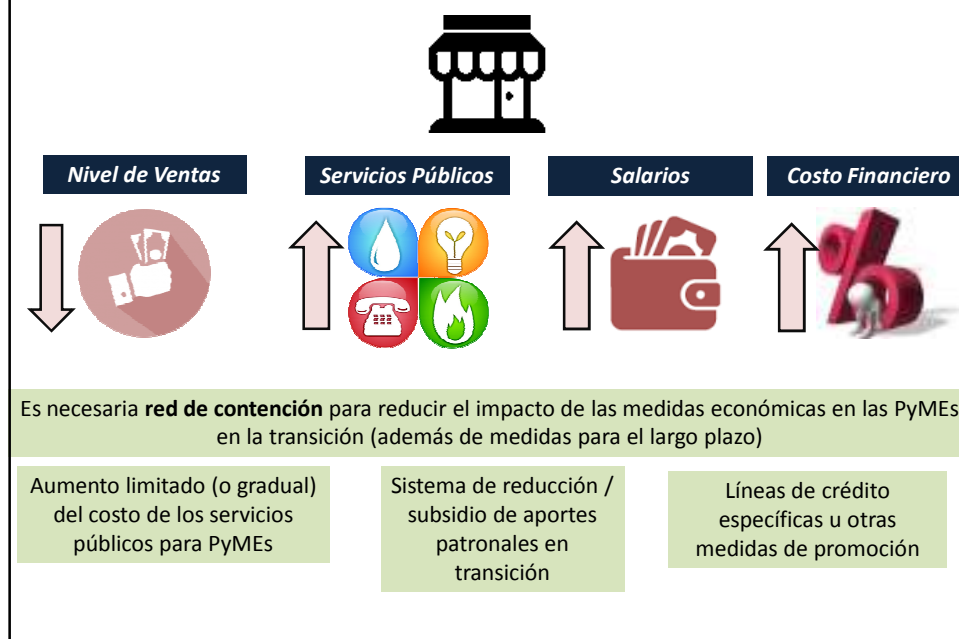 Nivel de Ventas
Servicios Públicos
Salarios
Costo Financiero
%
Es necesaria red de contención para reducir el impacto de las medidas económicas en las PyMEs
en la transición (además de medidas para el largo plazo)
Aumento limitado (o gradual)
del costo de los servicios
públicos para PyMEs
Sistema de reducción /
subsidio de aportes
patronales en
transición
Líneas de crédito
específicas u otras
medidas de promoción